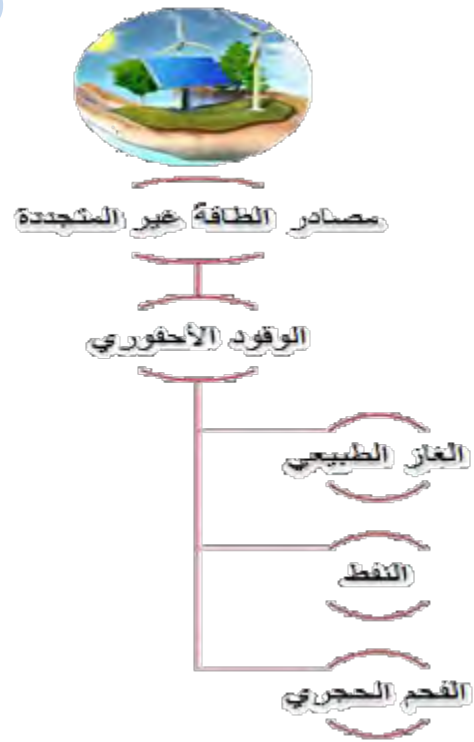 مصادر الطاقة غير المتجددة
الوقود الأحفوري
الغاز الطبيعي
النفط
الفحم الحجري